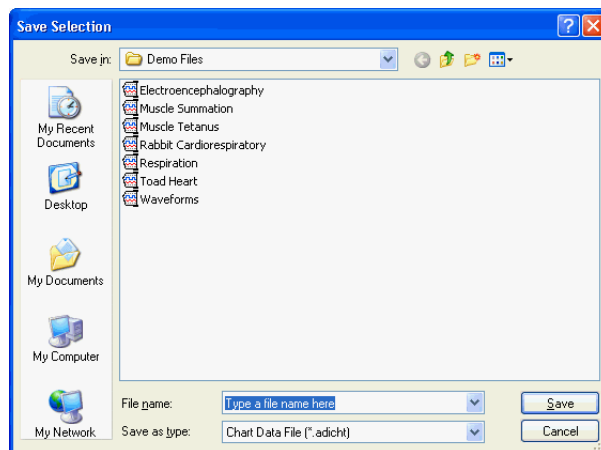 Save Selection
Save in:
Demo Files
My Recent
Documents
Desktop
My Documents
My Computer
My Network
Electroencephalography
Muscle Summation
Muscle Tetanus
Rabbit Cardiorespiratory
Respiration
Toad Heart
Waveforms
File name:
Type a file name here
Save
Save as type:
Chart Data File (*.adicht)
Cancel